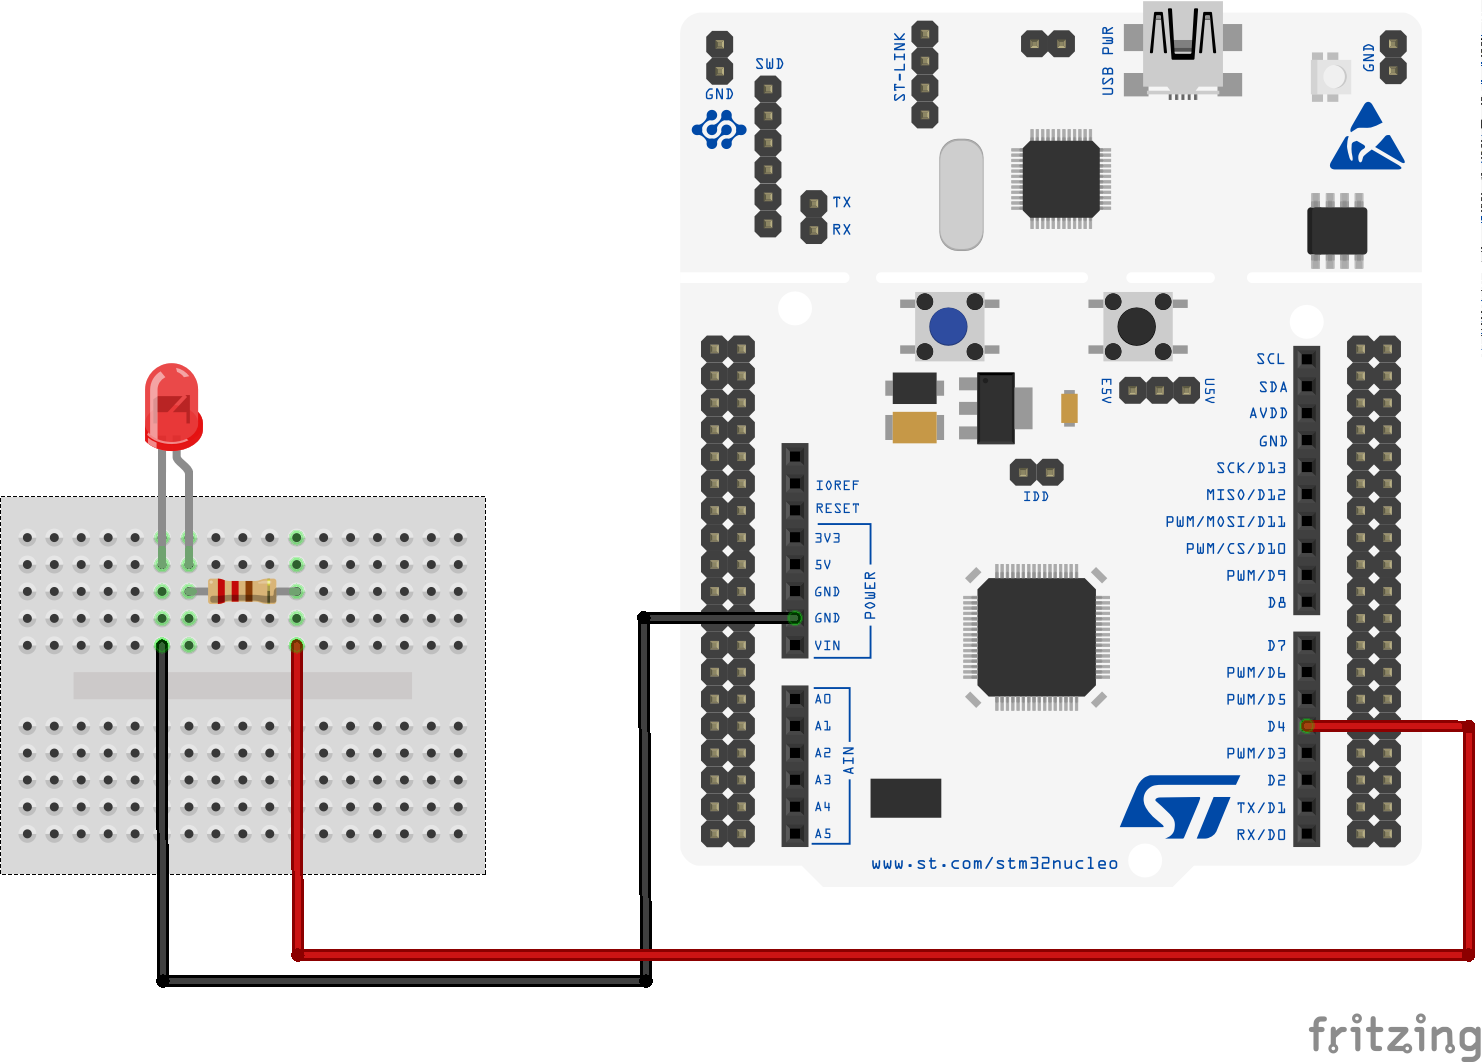 GND
SWD
TX
RX
ST-LINK
USB PWR
GND
E5V
U5V
IDD
IOREF
RESET
3V3
5V
GND
GND
VIN
POWER
A0
A1
A2
A3
A4
A5
AIN
SCL
SDA
AVDD
GND
SCK/D13
MISO/D12
PWM/MOSI/D11
PWM/CS/D10
PWM/D9
D8
D7
PWM/D6
PWM/D5
D4
PWM/D3
D2
TX/D1
RX/D0
ST
www.st.com/stm32nucleo
fritzing